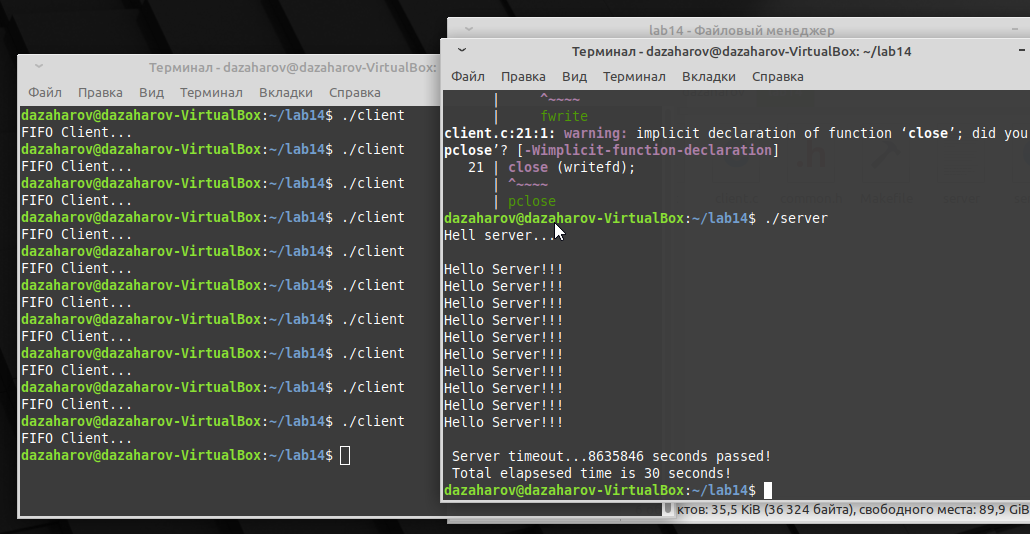 lab14 - Файловый менеджер
Терминал - dazaharov@dazaharov-VirtualBox:
Файл Правка Вид Терминал Вкладки Справка
dazaharov@dazaharov-VirtualBox:~/lab14$ ./client
FIFO Client...
dazaharov@dazaharov-VirtualBox:~/lab14$ ./client
FIFO Client...
dazaharov@dazaharov-VirtualBox:~/lab14$ ./client
FIFO Client...
dazaharov@dazaharov-VirtualBox:~/lab14$ ./client
FIFO Client...
dazaharov@dazaharov-VirtualBox:~/lab14$ ./client
FIFO Client...
dazaharov@dazaharov-VirtualBox:~/lab14$ ./client
FIFO Client...
dazaharov@dazaharov-VirtualBox:~/lab14$ ./client
FIFO Client...
dazaharov@dazaharov-VirtualBox:~/lab14$ ./client
FIFO Client...
dazaharov@dazaharov-VirtualBox:~/lab14$ ./client
FIFO Client...
dazaharov@dazaharov-VirtualBox:~/lab14$ ./client
FIFO Client...
dazaharov@dazaharov-VirtualBox:~/lab14$
Терминал - dazaharov@dazaharov-VirtualBox: ~/lab14
Файл Правка Вид Терминал Вкладки Справка
| ^~~~~
| fwrite
client.c:21:1: warning: implicit declaration of function ‘close’; did you
pclose’? [-Wimplicit-function-declaration]
21 | close (writefd);
| ^~~~~
| pclose
dazaharov@dazaharov-VirtualBox:~/lab14$ ./server
Hell server...
Hello Server!!!
Hello Server!!!
Hello Server!!!
Hello Server!!!
Hello Server!!!
Hello Server!!!
Hello Server!!!
Hello Server!!!
Hello Server!!!
Hello Server!!!
Server timeout...8635846 seconds passed!
Total elapsesed time is 30 seconds!
dazaharov@dazaharov-VirtualBox:~/lab14$
ктов: 35,5 KiB (36 324 байта), свободного места: 89,9 GiB